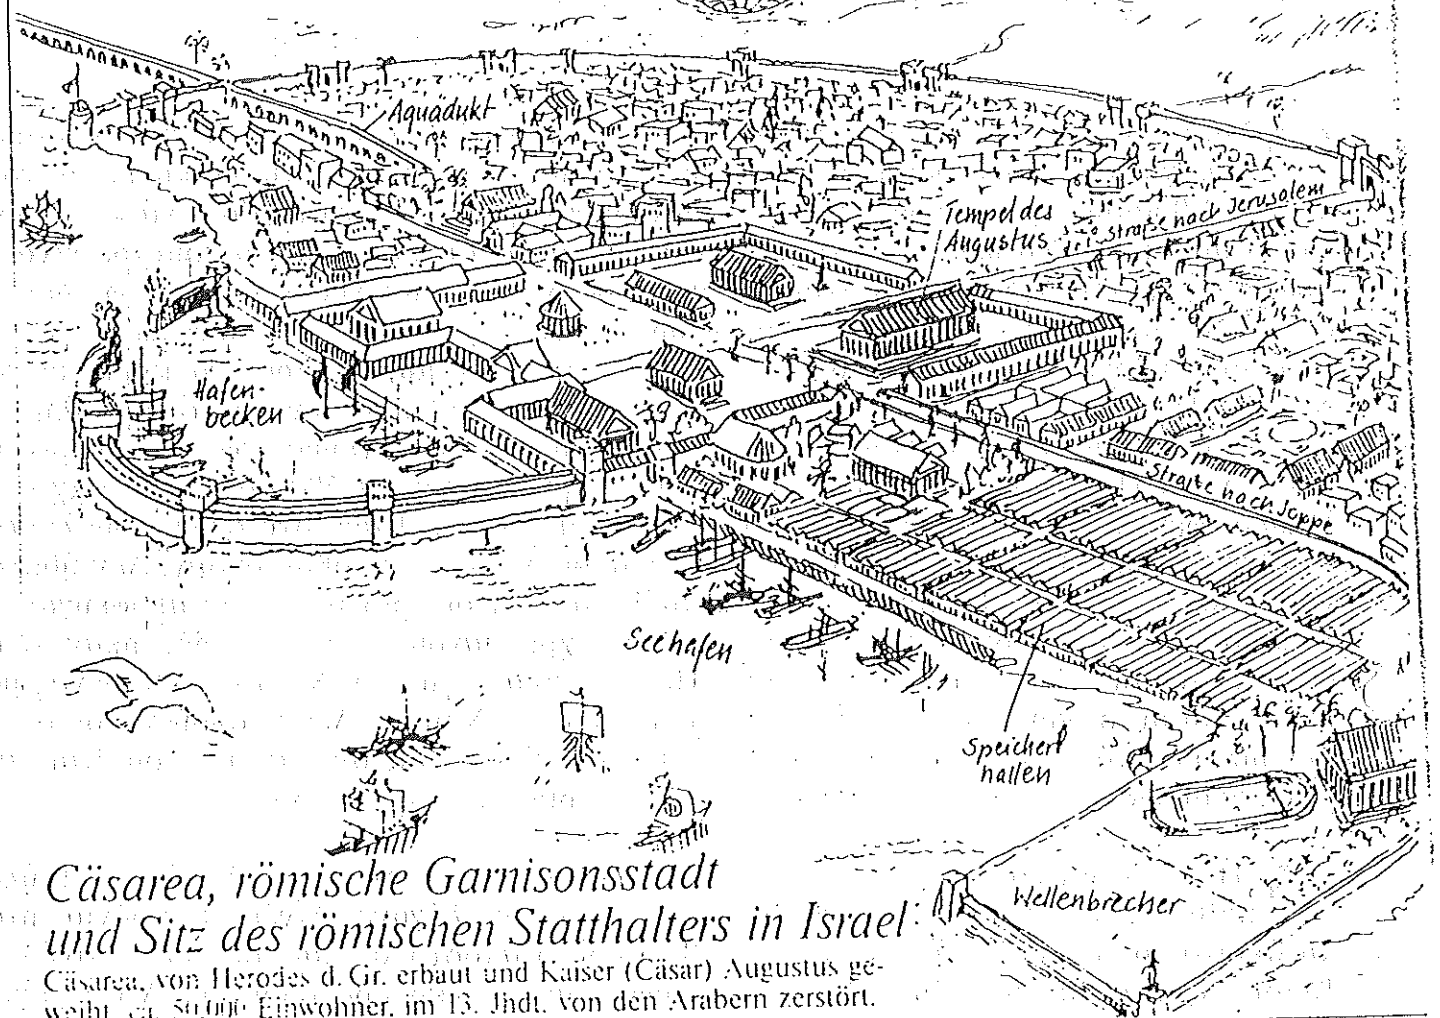 Aquädukt
Tempel des
Augustus
Straße nach Jerusalem
Hafen-
becken
Straße nach Joppe
Seehafen
Speicher
hallen
Wellenbrecher
Cäsarea, römische Garnisonsstadt
und Sitz des römischen Statthalters in Israel
Cäsarea, von Herodes d. Gr. erbaut und Kaiser (Cäsar) Augustus ge-
weiht, ca. 50.000 Einwohner, im 13. Jhdt. von den Arabern zerstört.